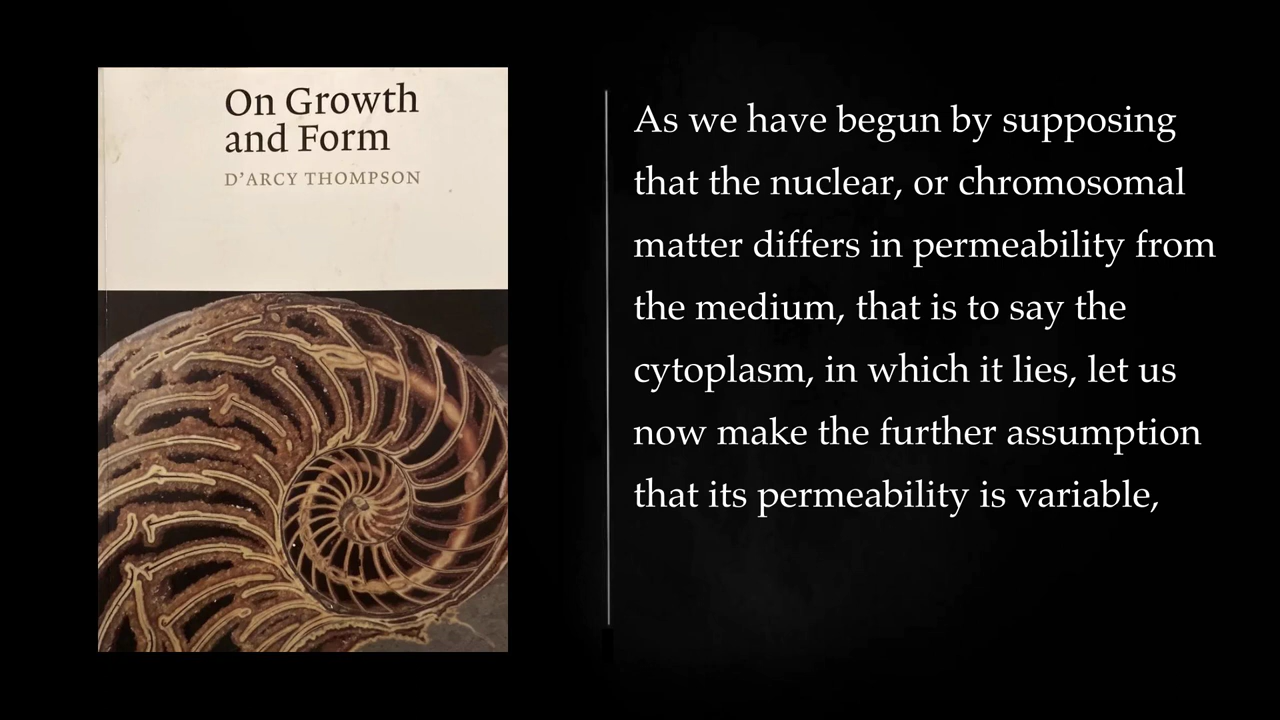 On Growth
and Form
D'ARCY THOMPSON
As we have begun by supposing
that the nuclear, or chromosomal
matter differs in permeability from
the medium, that is to say the
cytoplasm, in which it lies, let us
now make the further assumption
that its permeability is variable,